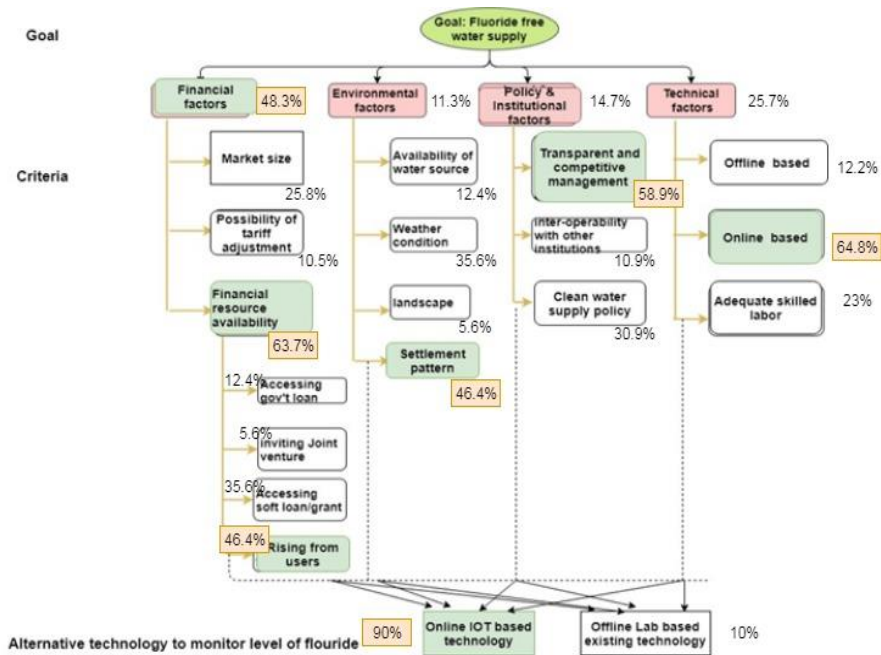 Goal
Goal: Fluoride free
water supply
Financial
factors
48.3%
Environmental
factors
11.3%
Policy &
Institutional
factors
14.7%
Technical
factors
25.7%
Criteria
Market size
25.8%
Possibility of
tariff
adjustment
10.5%
Financial
resource
availability
63.7%
12.4%
Accessing
gov't loan
5.6%
inviting Joint
venture
35.6%
Accessing
soft loan/grant
46.4%
Rising from
users
Availability of
water source
12.4%
Weather
condition
35.6%
landscape
5.6%
Settlement
pattern
46.4%
Transparent and
competitive
management
58.9%
Inter-operability
with other
institutions
10.9%
Clean water
supply policy
30.9%
Offline based
12.2%
Online based
64.8%
Adequate skilled
labor
23%
Alternative technology to monitor level of flouride
90%
Online IOT based
technology
Offline Lab based
existing technology
10%